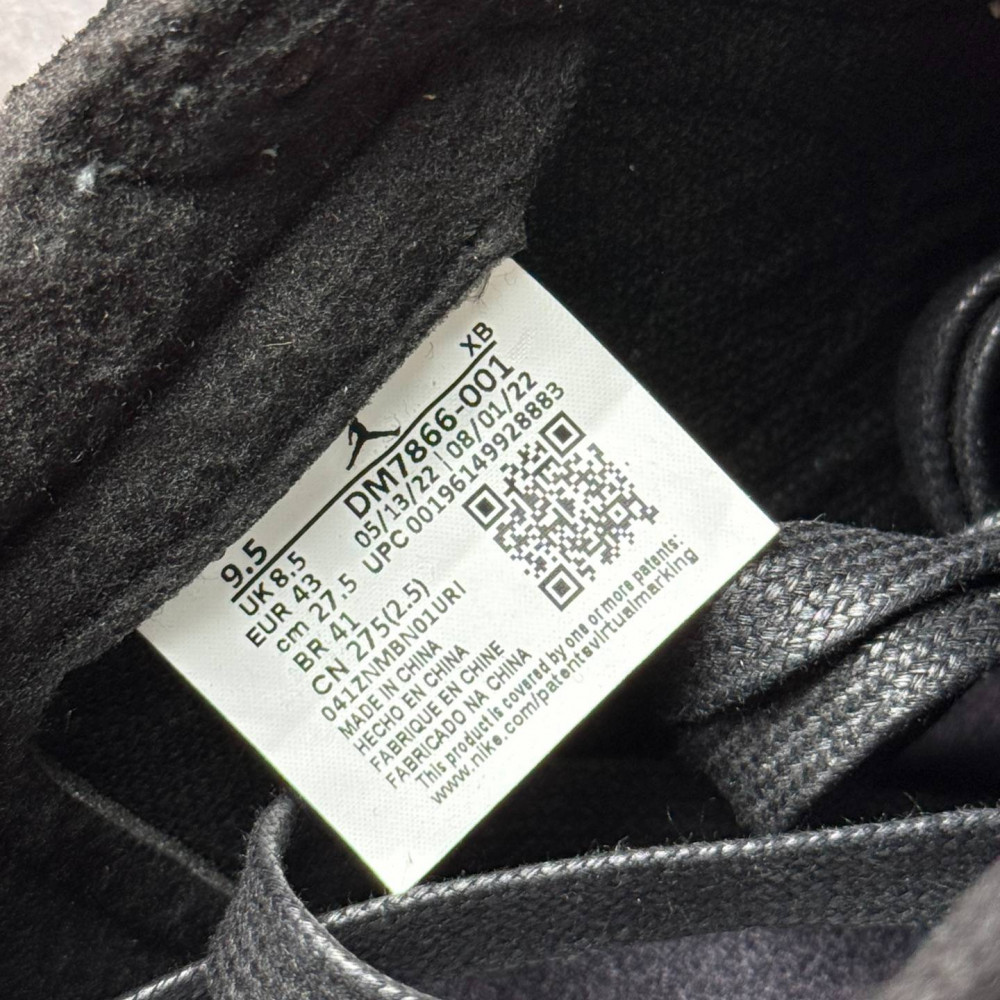 XB
9.5 DM7866-001
UK 8.5 05/13/22 | 08/01/22
EUR 43 UPC 00196149928883
cm 27.5
BR 41
CN 275(2.5)
041ZNMBN01URI
MADE IN CHINA
HECHO EN CHINA
FABRIQUE EN CHINE
FABRICADO NA CHINA
This product is covered by one or more patents:
www.nike.com/patentsvirtualmarking